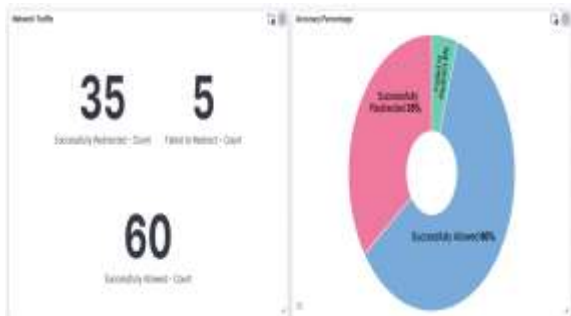 Network Traffic
35
Successfully Redirected - Count
5
Failed to Redirect - Count
60
Successfully Allowed - Count
Accuracy Percentage
Successfully
Redirected 35%
Successfully Allowed 60%